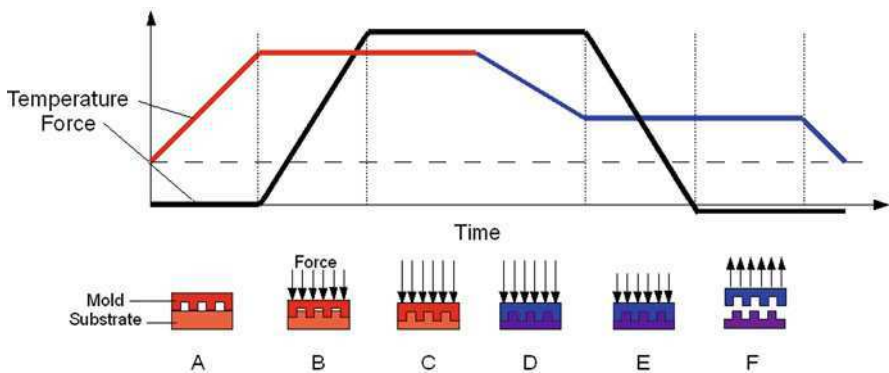 Temperature
Force
Time
Force
Mold
Substrate
A B C D E F